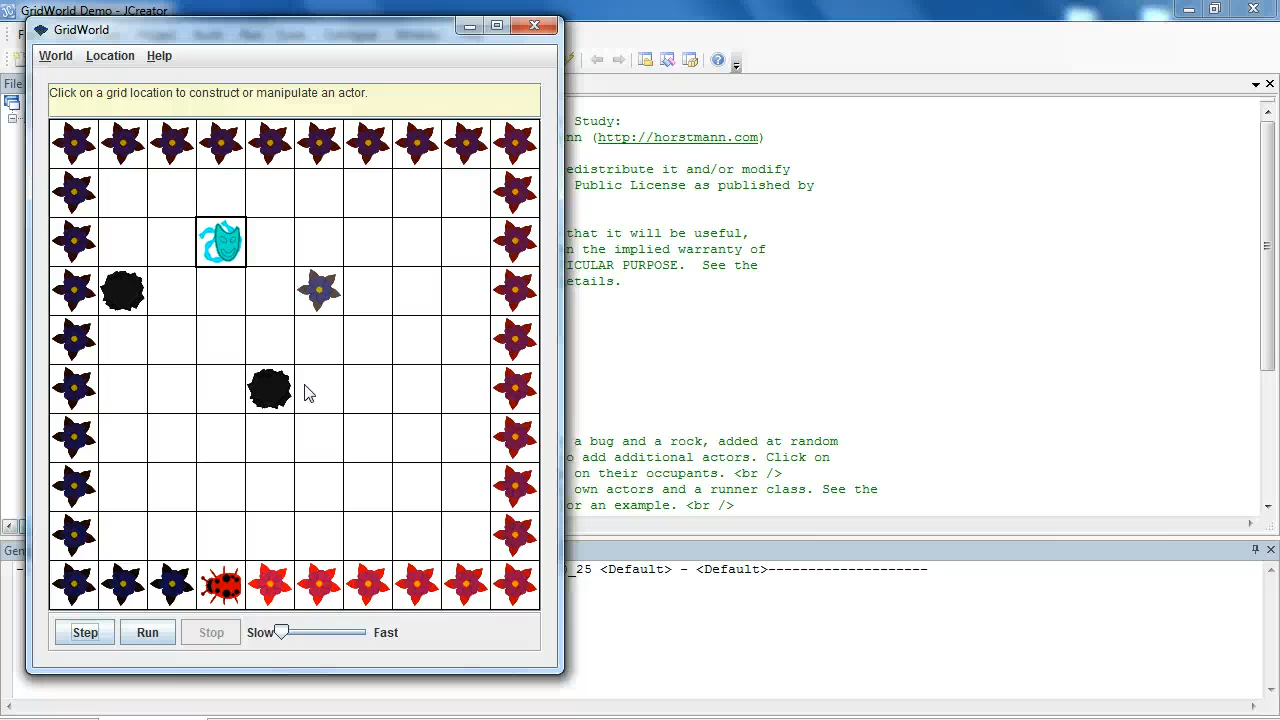 GridWorld Demo - JCreator
GridWorld
World Location Help
File
Click on a grid location to construct or manipulate an actor.
Study:
nn (http://horstmann.com)
edistribute it and/or modify
Public License as published by
that it will be useful,
n the implied warranty of
ICULAR PURPOSE. See the
etails.
a bug and a rock, added at random
o add additional actors. Click on
on their occupants. <br />
own actors and a runner class. See the
or an example. <br />
Gen
_25 <Default> - <Default>--------------------
Step Run Stop Slow Fast